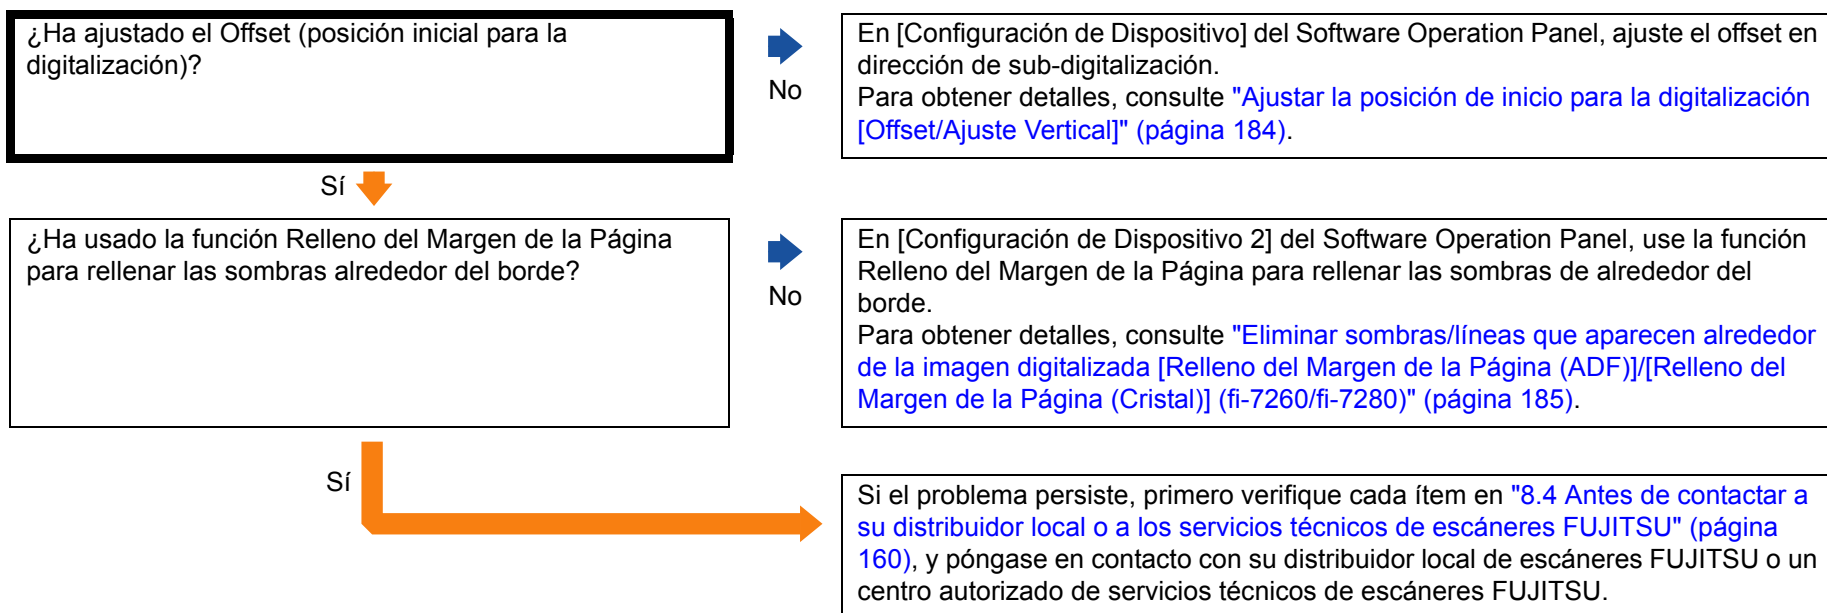 ¿Ha ajustado el Offset (posición inicial para la
digitalización)?
No
En [Configuración de Dispositivo] del Software Operation Panel, ajuste el offset en
dirección de sub-digitalización.
Para obtener detalles, consulte "Ajustar la posición de inicio para la digitalización
[Offset/Ajuste Vertical]" (página 184).
Sí
¿Ha usado la función Relleno del Margen de la Página
para rellenar las sombras alrededor del borde?
No
En [Configuración de Dispositivo 2] del Software Operation Panel, use la función
Relleno del Margen de la Página para rellenar las sombras de alrededor del
borde.
Para obtener detalles, consulte "Eliminar sombras/líneas que aparecen alrededor
de la imagen digitalizada [Relleno del Margen de la Página (ADF)]/[Relleno del
Margen de la Página (Cristal)] (fi-7260/fi-7280)" (página 185).
Sí
Si el problema persiste, primero verifique cada ítem en "8.4 Antes de contactar a
su distribuidor local o a los servicios técnicos de escáneres FUJITSU" (página
160), y póngase en contacto con su distribuidor local de escáneres FUJITSU o un
centro autorizado de servicios técnicos de escáneres FUJITSU.